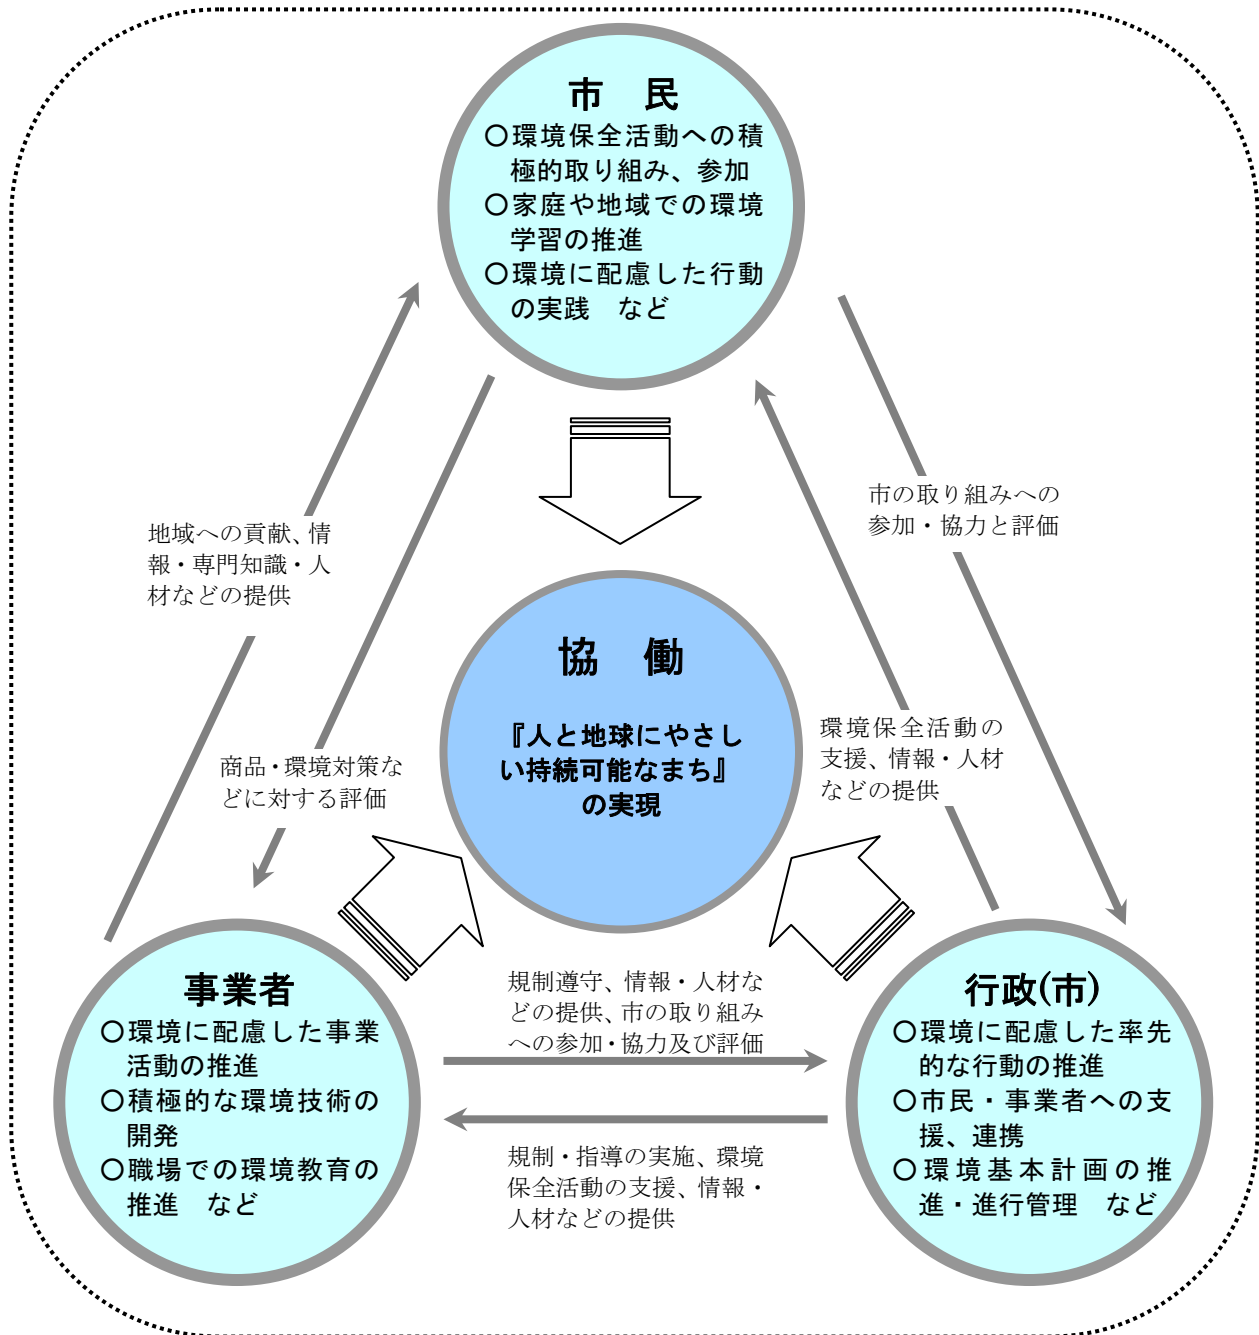 市　民
〇環境保全活動への積
極的取り組み、参加
〇家庭や地域での環境
学習の推進
〇環境に配慮した行動
の実践　など
市の取り組みへの
参加・協力と評価
地域への貢献、情
報・専門知識・人
材などの提供
協　働
『人と地球にやさし
い持続可能なまち』
の実現
環境保全活動の
支援、情報・人材
などの提供
商品・環境対策な
どに対する評価
事業者
〇環境に配慮した事業
活動の推進
〇積極的な環境技術の
開発
〇職場での環境教育の
推進　など
規制遵守、情報・人材な
どの提供、市の取り組み
への参加・協力及び評価
規制・指導の実施、環境
保全活動の支援、情報・
人材などの提供
行政(市)
〇環境に配慮した率先
的な行動の推進
〇市民・事業者への支
援、連携
〇環境基本計画の推
進・進行管理　など